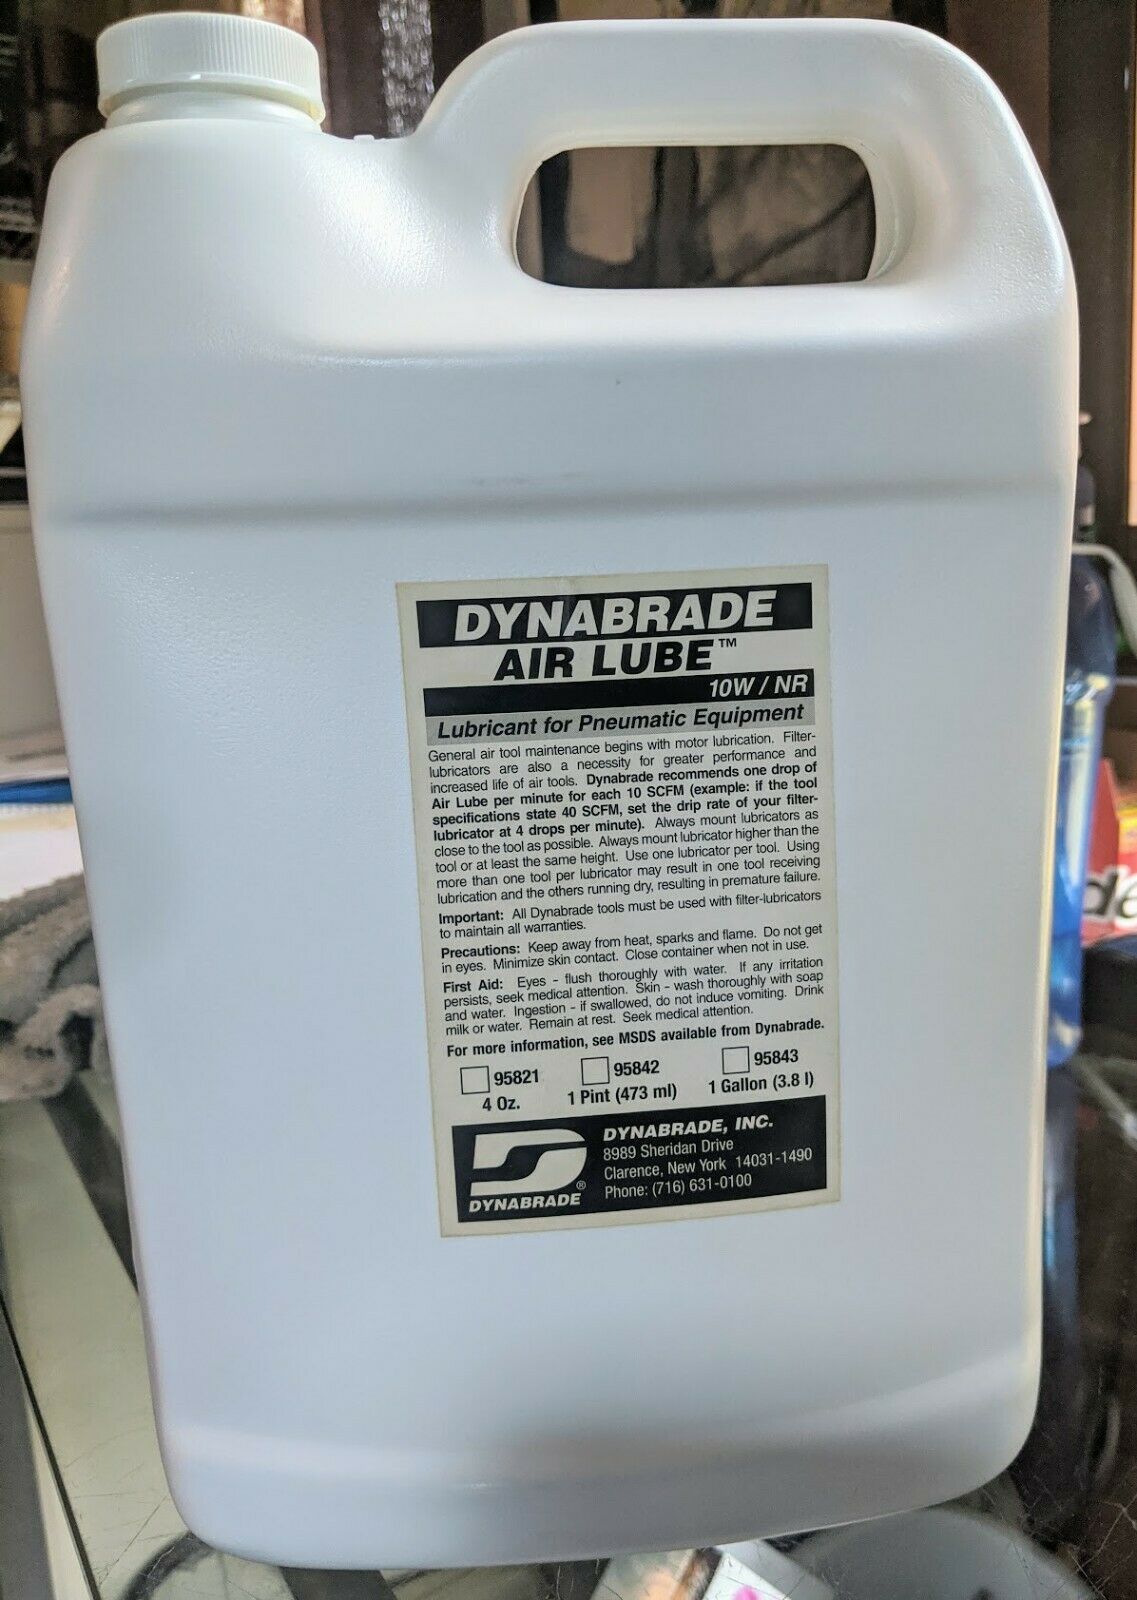 DYNABRADE
AIR LUBE™
10W / NR
Lubricant for Pneumatic Equipment
General air tool maintenance begins with motor lubrication. Filter-
lubricators are also a necessity for greater performance and
increased life of air tools. Dynabrade recommends one drop of
Air Lube per minute for each 10 SCFM (example: if the tool
specifications state 40 SCFM, set the drip rate of your filter-
lubricator at 4 drops per minute). Always mount lubricators as
close to the tool as possible. Always mount lubricator higher than the
tool or at least the same height. Use one lubricator per tool. Using
more than one tool per lubricator may result in one tool receiving
lubrication and the others running dry, resulting in premature failure.
Important: All Dynabrade tools must be used with filter-lubricators
to maintain all warranties.
Precautions: Keep away from heat, sparks and flame. Do not get
in eyes. Minimize skin contact. Close container when not in use.
First Aid: Eyes - flush thoroughly with water. If any irritation
persists, seek medical attention. Skin - wash thoroughly with soap
and water. Ingestion - if swallowed, do not induce vomiting. Drink
milk or water. Remain at rest. Seek medical attention.
For more information, see MSDS available from Dynabrade.
95821 95842 95843
4 Oz. 1 Pint (473 ml) 1 Gallon (3.8 l)
DYNABRADE, INC.
8989 Sheridan Drive
Clarence, New York 14031-1490
Phone: (716) 631-0100
DYNABRADE®